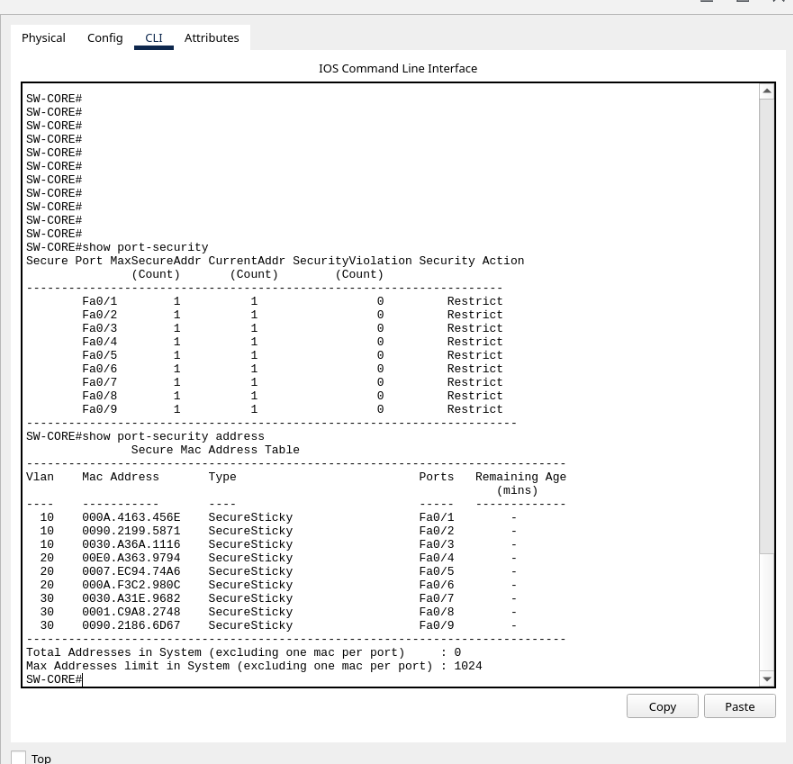 Physical Config CLI Attributes
IOS Command Line Interface
SW-CORE#
SW-CORE#
SW-CORE#
SW-CORE#
SW-CORE#
SW-CORE#
SW-CORE#
SW-CORE#
SW-CORE#
SW-CORE#
SW-CORE#
SW-CORE#show port-security
Secure Port MaxSecureAddr CurrentAddr SecurityViolation Security Action
(Count) (Count) (Count)
--------------------------------------------------------------------
Fa0/1 1 1 0 Restrict
Fa0/2 1 1 0 Restrict
Fa0/3 1 1 0 Restrict
Fa0/4 1 1 0 Restrict
Fa0/5 1 1 0 Restrict
Fa0/6 1 1 0 Restrict
Fa0/7 1 1 0 Restrict
Fa0/8 1 1 0 Restrict
Fa0/9 1 1 0 Restrict
----------------------------------------------------------------------
SW-CORE#show port-security address
Secure Mac Address Table
-----------------------------------------------------------------------------
Vlan Mac Address Type Ports Remaining Age
(mins)
---- ----------- ---- ----- -------------
10 000A.4163.456E SecureSticky Fa0/1 -
10 0090.2199.5871 SecureSticky Fa0/2 -
10 0030.A36A.1116 SecureSticky Fa0/3 -
20 00E0.A363.9794 SecureSticky Fa0/4 -
20 0007.EC94.74A6 SecureSticky Fa0/5 -
20 000A.F3C2.980C SecureSticky Fa0/6 -
30 0030.A31E.9682 SecureSticky Fa0/7 -
30 0001.C9A8.2748 SecureSticky Fa0/8 -
30 0090.2186.6D67 SecureSticky Fa0/9 -
-----------------------------------------------------------------------------
Total Addresses in System (excluding one mac per port) : 0
Max Addresses limit in System (excluding one mac per port) : 1024
SW-CORE#
Copy Paste
Top